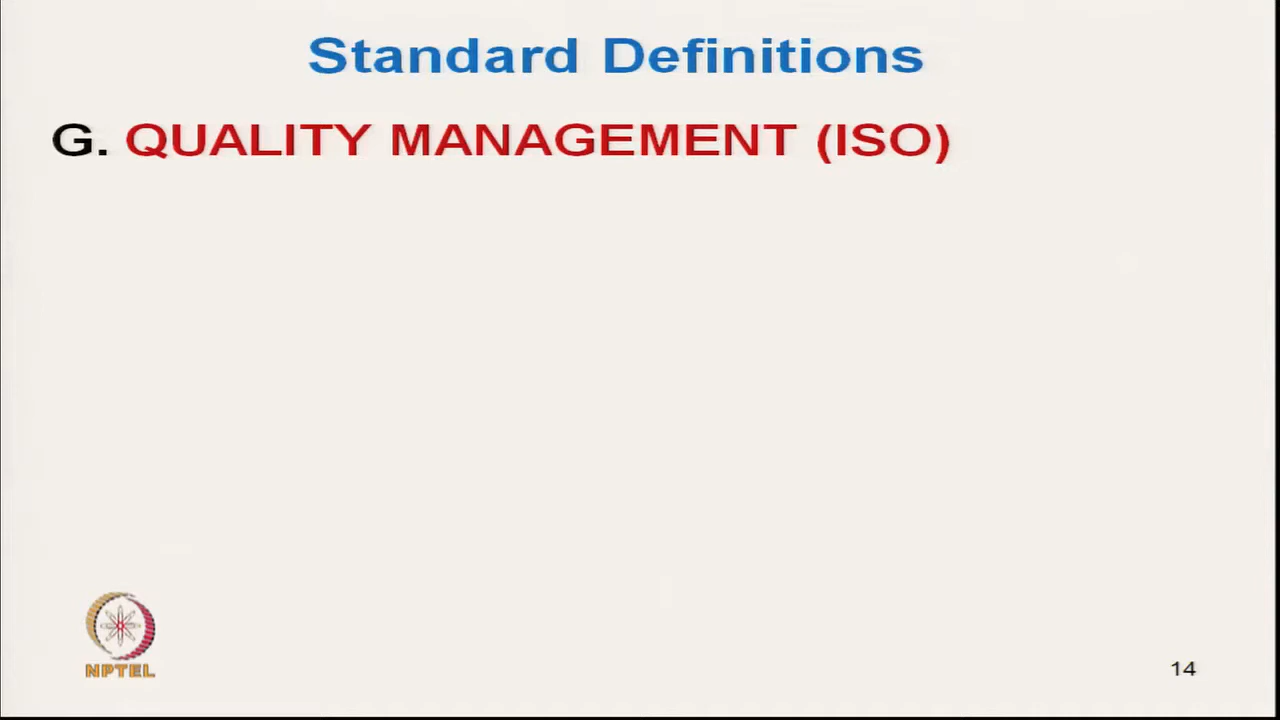 Standard Definitions
G. QUALITY MANAGEMENT (ISO)
NPTEL
14